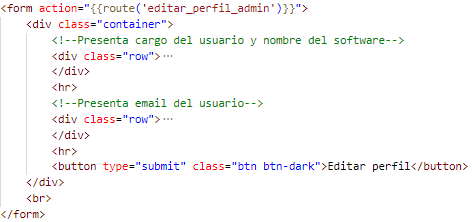 <form action="{{route('editar_perfil_admin')}}">
<div class="container">
<!--Presenta cargo del usuario y nombre del software-->
<div class="row">⋯
</div>
<hr>
<!--Presenta email del usuario-->
<div class="row">⋯
</div>
<hr>
<button type="submit" class="btn btn-dark">Editar perfil</button>
</div>
<br>
</form>